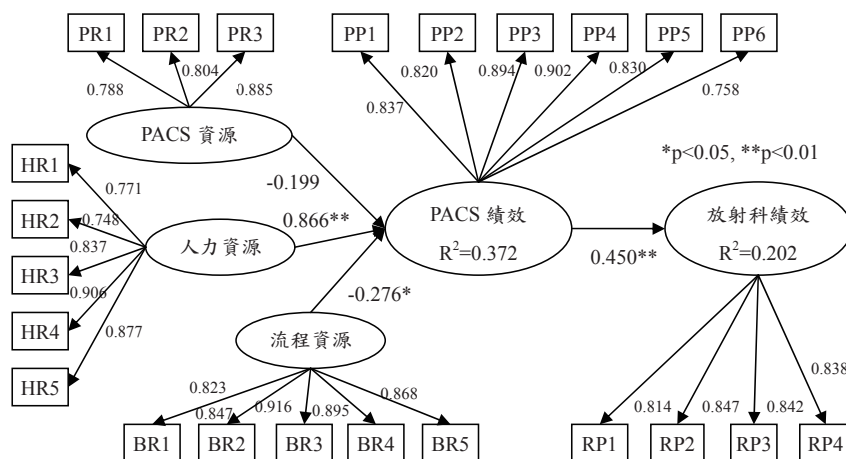 PR1 PR2 PR3
PP1 PP2 PP3 PP4 PP5 PP6
0.788 0.804 0.885
0.837 0.820 0.894 0.902 0.830 0.758
PACS 資源
*p<0.05, **p<0.01
HR1
HR2
HR3
HR4
HR5
0.771
0.748
0.837
0.906
0.877
人力資源
-0.199
0.866**
-0.276*
PACS 績效
R²=0.372
0.450**
放射科績效
R²=0.202
流程資源
0.823 0.847 0.916 0.895 0.868
BR1 BR2 BR3 BR4 BR5
0.814 0.847 0.842 0.838
RP1 RP2 RP3 RP4